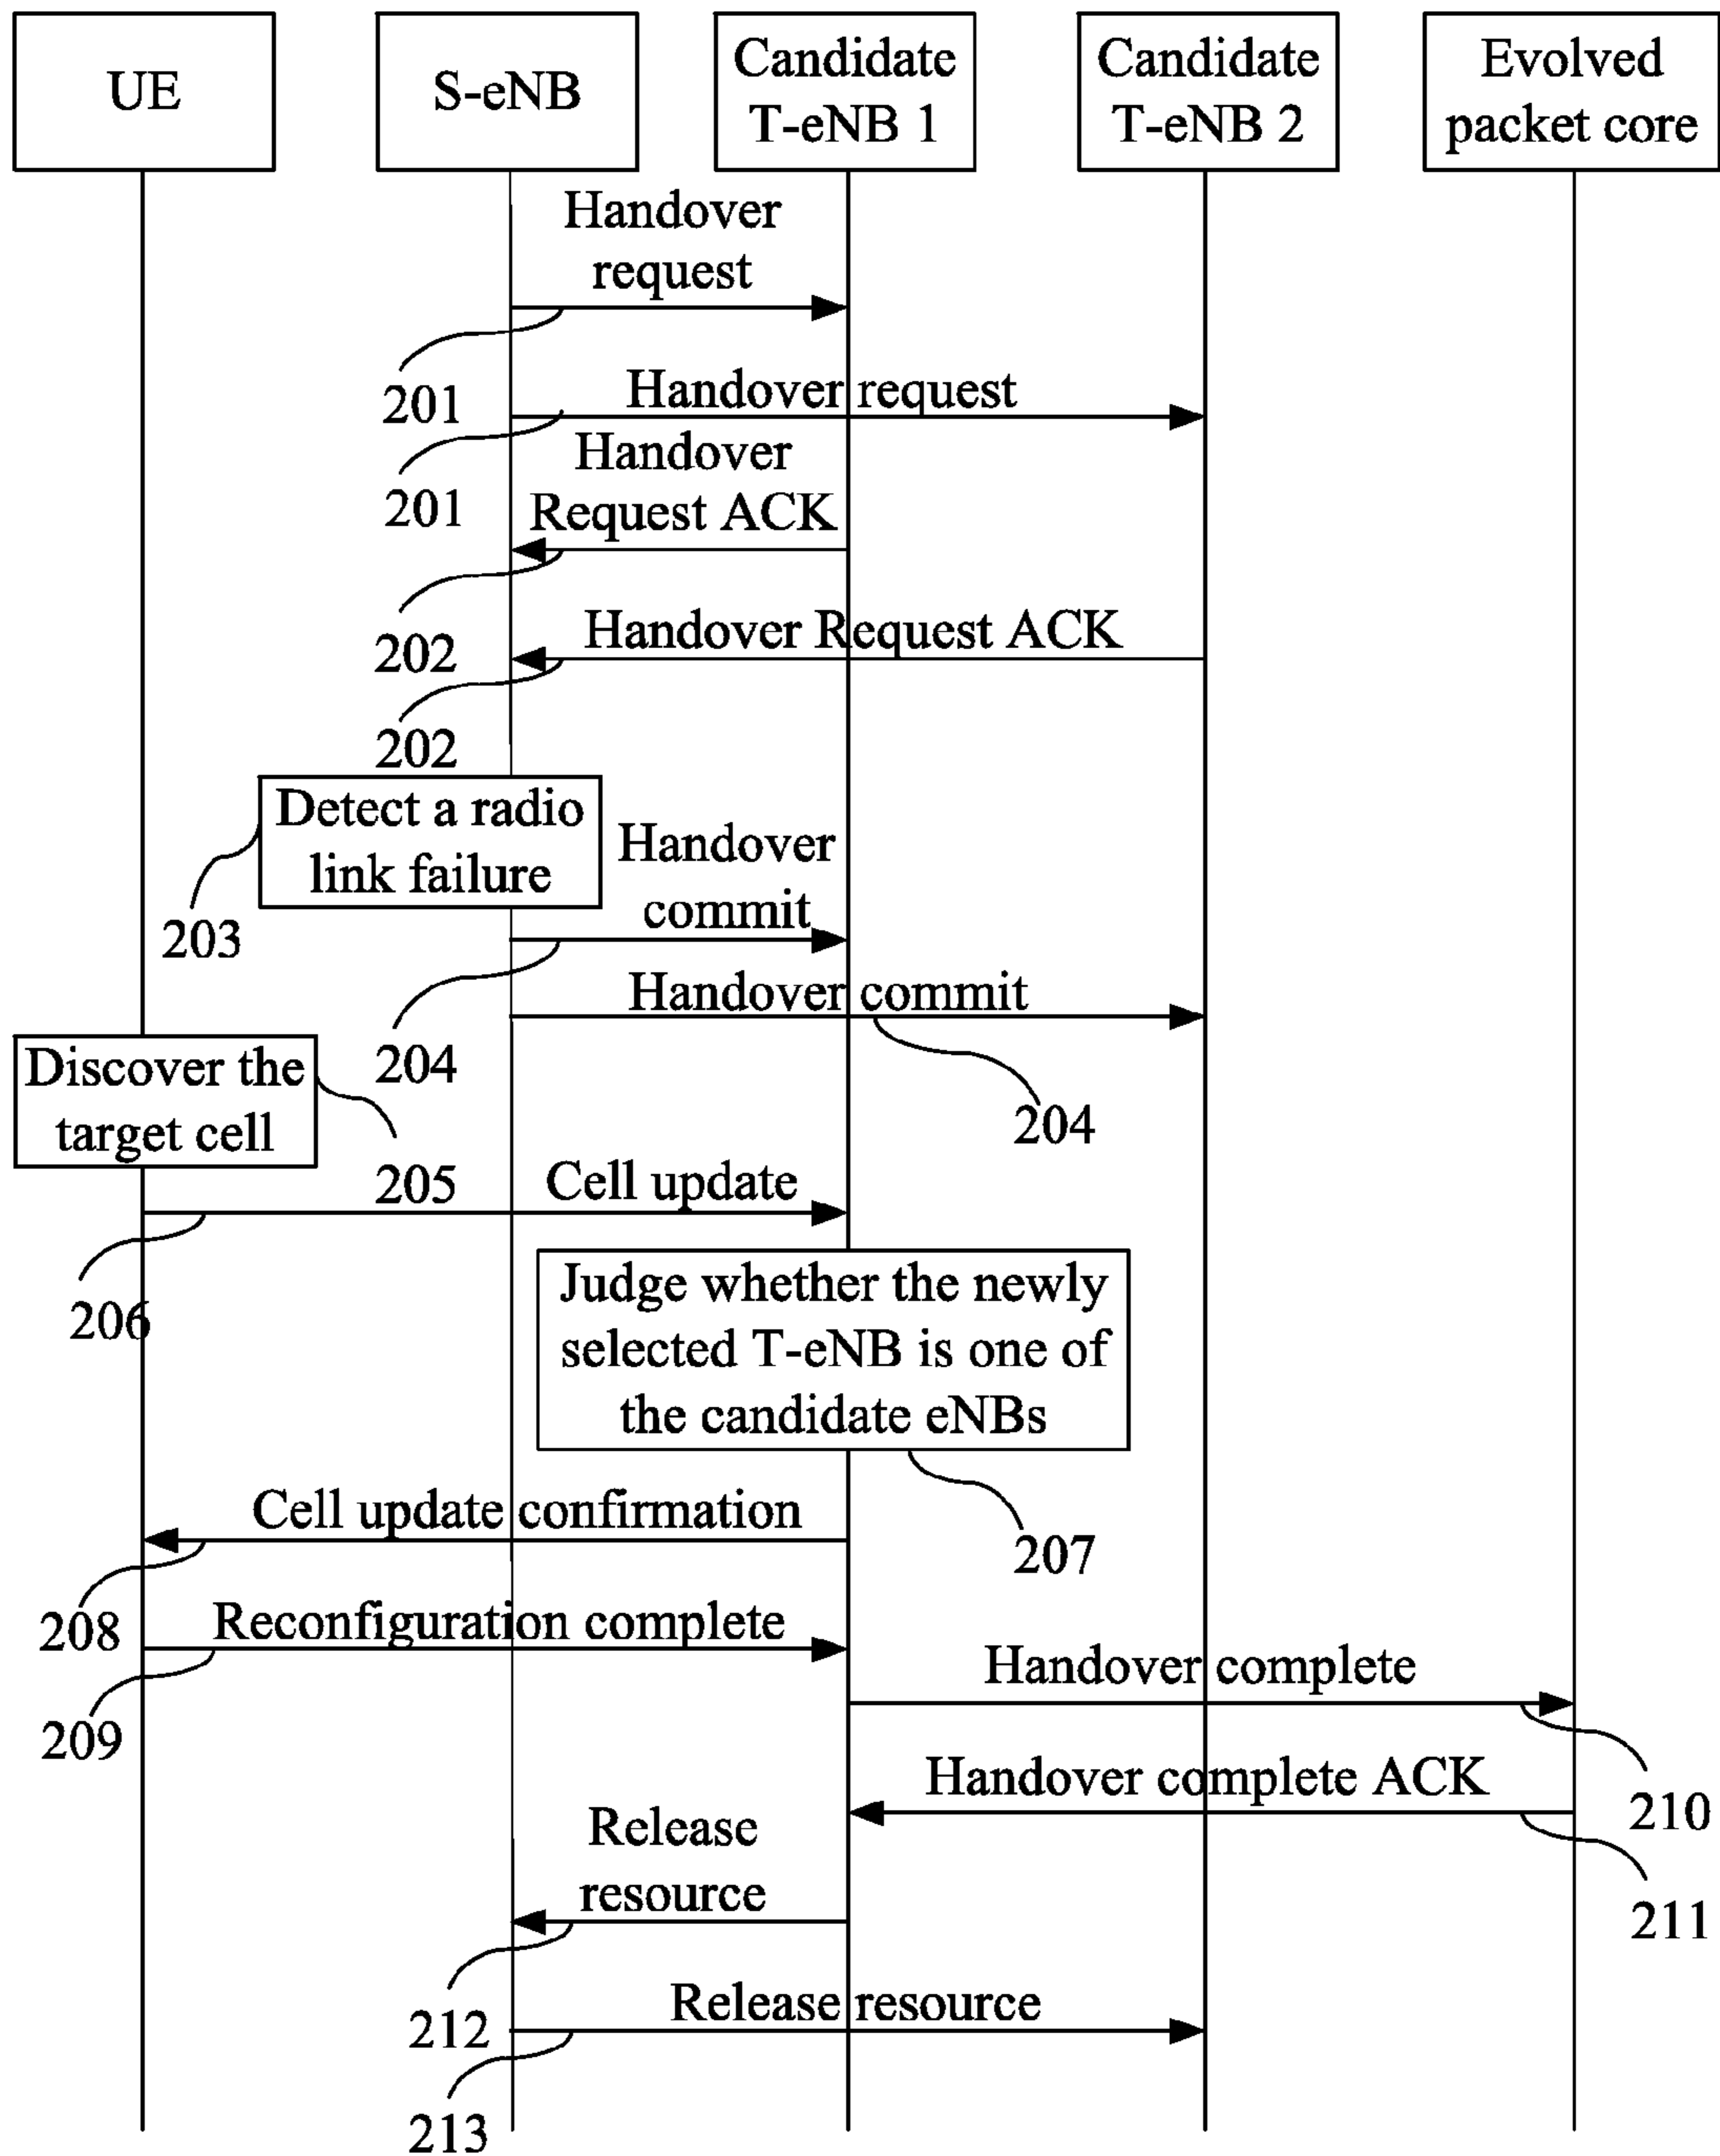 UE
S-eNB
Candidate
T-eNB 1
Candidate
T-eNB 2
Evolved
packet core
Handover
request
201
Handover request
201
Handover
Request ACK
202
Handover Request ACK
202
Detect a radio
link failure
203
Handover
commit
204
Handover commit
204
Discover the
target cell
205
Cell update
206
Judge whether the newly
selected T-eNB is one of
the candidate eNBs
207
Cell update confirmation
208
Reconfiguration complete
209
Handover complete
210
Handover complete ACK
211
Release
resource
212
Release resource
213